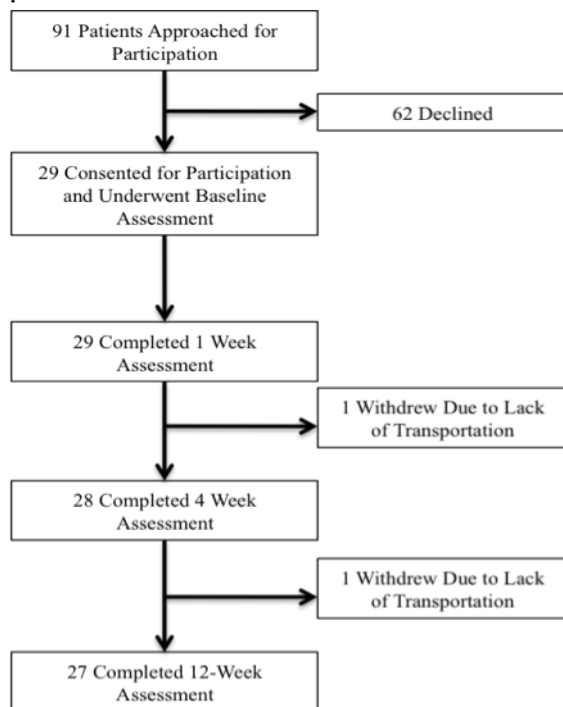 91 Patients Approached for
Participation
62 Declined
29 Consented for Participation
and Underwent Baseline
Assessment
29 Completed 1 Week
Assessment
1 Withdrew Due to Lack
of Transportation
28 Completed 4 Week
Assessment
1 Withdrew Due to Lack
of Transportation
27 Completed 12-Week
Assessment